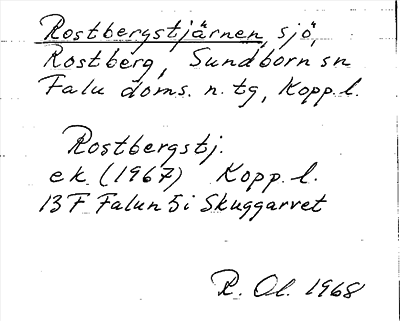 Rostbergstjärnen, sjö,
Rostberg, Sundborn sn
Falu doms. n. tg, Kopp. l.
Rostbergstj.
ek. (1967) Kopp. l.
13 F Falun 5i Skuggarvet
R. Ol. 1968